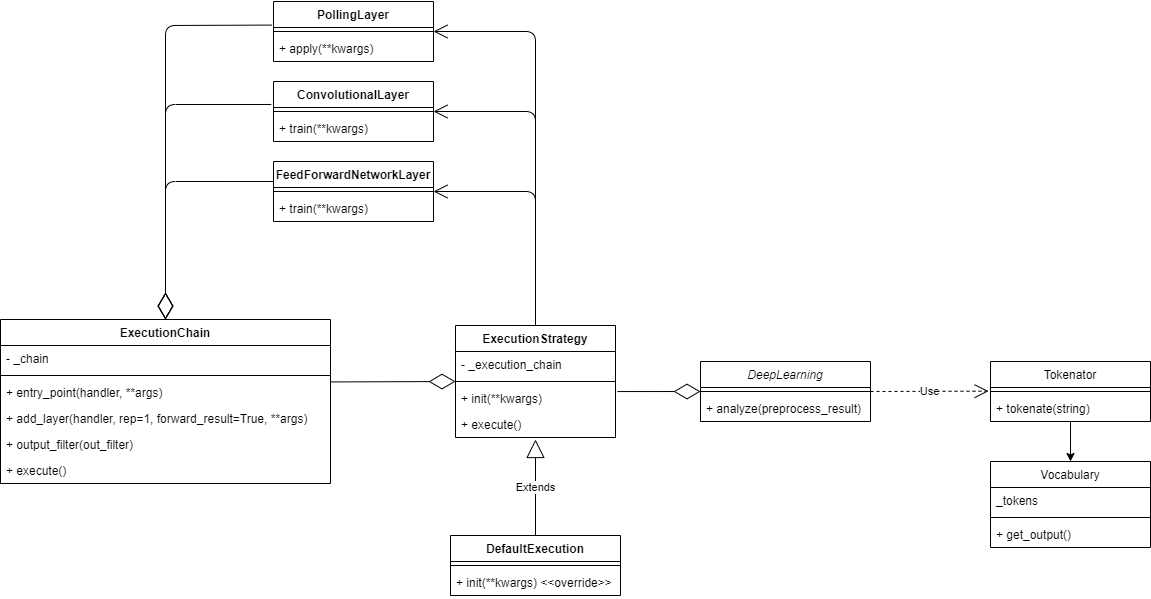 PollingLayer
+ apply(**kwargs)
ConvolutionalLayer
+ train(**kwargs)
FeedForwardNetworkLayer
+ train(**kwargs)
ExecutionChain
- _chain
+ entry_point(handler, **args)
+ add_layer(handler, rep=1, forward_result=True, **args)
+ output_filter(out_filter)
+ execute()
ExecutionStrategy
- _execution_chain
+ init(**kwargs)
+ execute()
Extends
DefaultExecution
+ init(**kwargs) <<override>>
DeepLearning
+ analyze(preprocess_result)
Use
Tokenator
+ tokenate(string)
Vocabulary
_tokens
+ get_output()